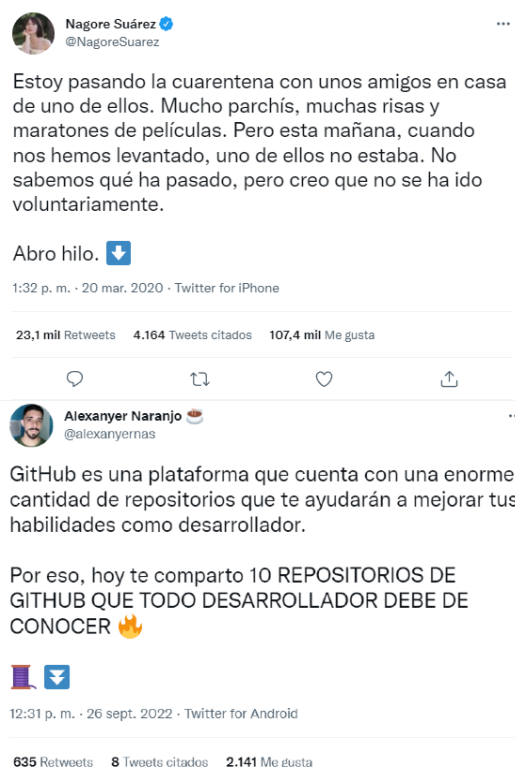 Nagore Suárez
@NagoreSuarez
Estoy pasando la cuarentena con unos amigos en casa
de uno de ellos. Mucho parchís, muchas risas y
maratones de películas. Pero esta mañana, cuando
nos hemos levantado, uno de ellos no estaba. No
sabemos qué ha pasado, pero creo que no se ha ido
voluntariamente.
Abro hilo. ⬇️
1:32 p. m. · 20 mar. 2020 · Twitter for iPhone
23,1 mil Retweets 4.164 Tweets citados 107,4 mil Me gusta
Alexanyer Naranjo ☕
@alexanyernas
GitHub es una plataforma que cuenta con una enorme
cantidad de repositorios que te ayudarán a mejorar tus
habilidades como desarrollador.
Por eso, hoy te comparto 10 REPOSITORIOS DE
GITHUB QUE TODO DESARROLLADOR DEBE DE
CONOCER 🔥
🧵 ⏬
12:31 p. m. · 26 sept. 2022 · Twitter for Android
635 Retweets 8 Tweets citados 2.141 Me gusta